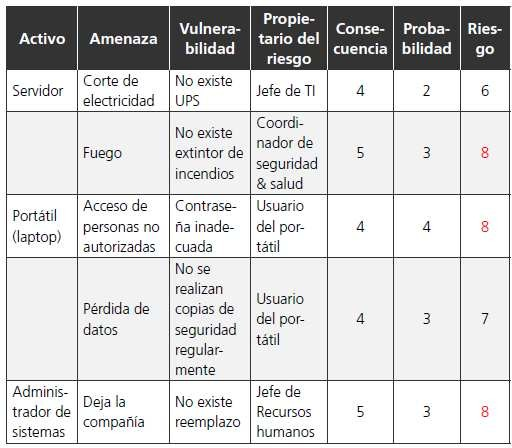 Activo
Amenaza
Vulnera-
bilidad
Propie-
tario del
riesgo
Conse-
cuencia
Proba-
bilidad
Ries-
go
Servidor
Corte de
electricidad
No existe
UPS
Jefe de TI
4
2
6
Fuego
No existe
extintor de
incendios
Coordi-
nador de
seguridad
& salud
5
3
8
Portátil
(laptop)
Acceso de
personas no
autorizadas
Contrase-
ña inade-
cuada
Usuario
del por-
tátil
4
4
8
Pérdida de
datos
No se
realizan
copias de
seguridad
regular-
mente
Usuario
del por-
tátil
4
3
7
Adminis-
trador de
sistemas
Deja la
compañía
No existe
reemplazo
Jefe de
Recursos
humanos
5
3
8